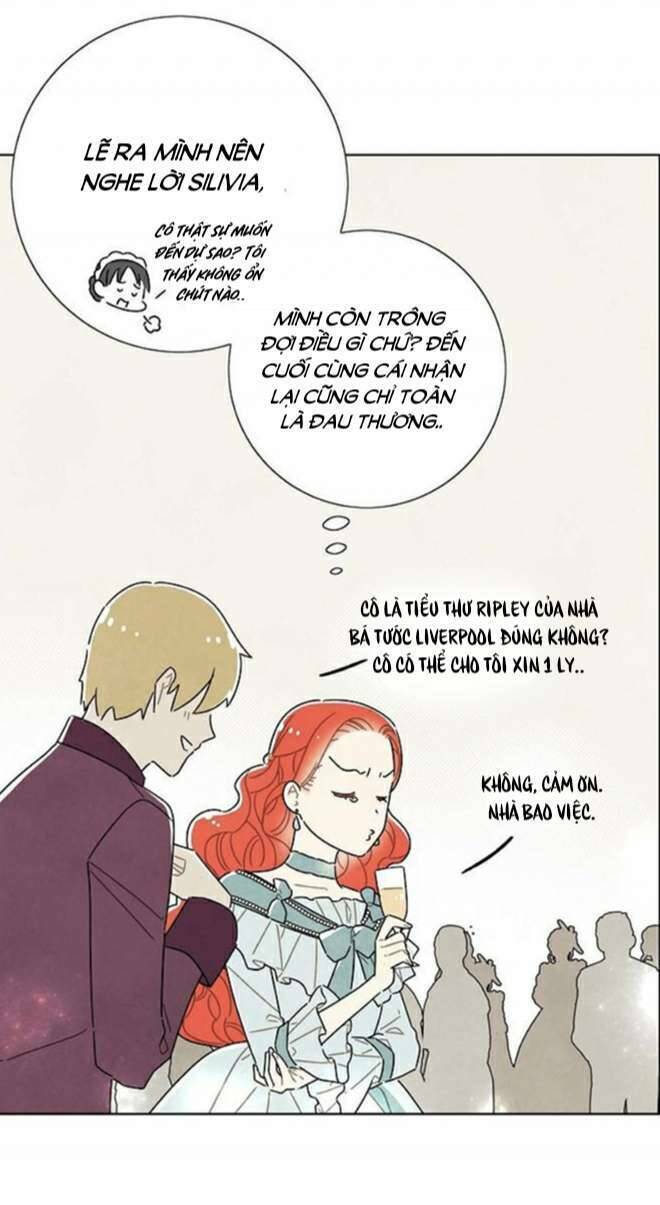 LẼ RA MÌNH NÊN
NGHE LỜI SILIVIA,
CÔ THẬT SỰ MUỐN
ĐẾN DỰ SAO? TÔI
THẤY KHÔNG ỔN
CHÚT NÀO..
MÌNH CÒN TRÔNG
ĐỢI ĐIỀU GÌ CHỨ? ĐẾN
CUỐI CÙNG CÁI NHẬN
LẠI CŨNG CHỈ TOÀN
LÀ ĐAU THƯƠNG..
CÔ LÀ TIỂU THƯ RIPLEY CỦA NHÀ
BÁ TƯỚC LIVERPOOL ĐÚNG KHÔNG?
CÔ CÓ THỂ CHO TÔI XIN 1 LY..
KHÔNG, CẢM ƠN.
NHÀ BAO VIỆC.